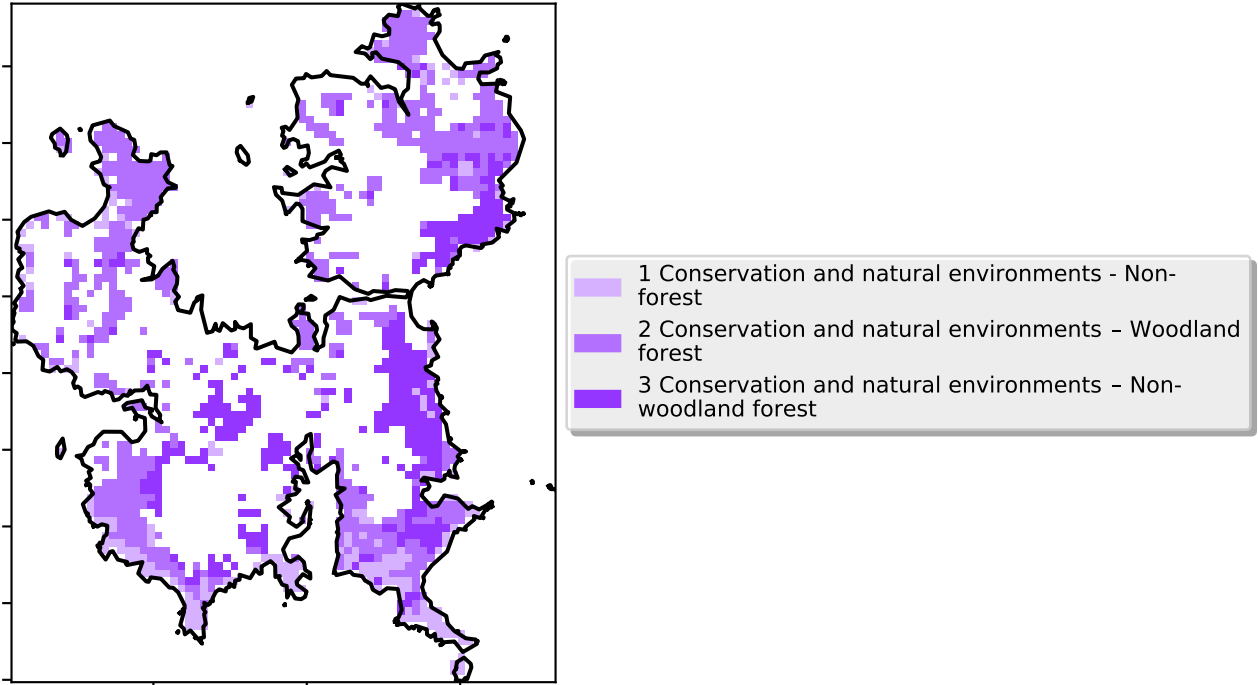 1 Conservation and natural environments - Non-
forest
2 Conservation and natural environments – Woodland
forest
3 Conservation and natural environments – Non-
woodland forest